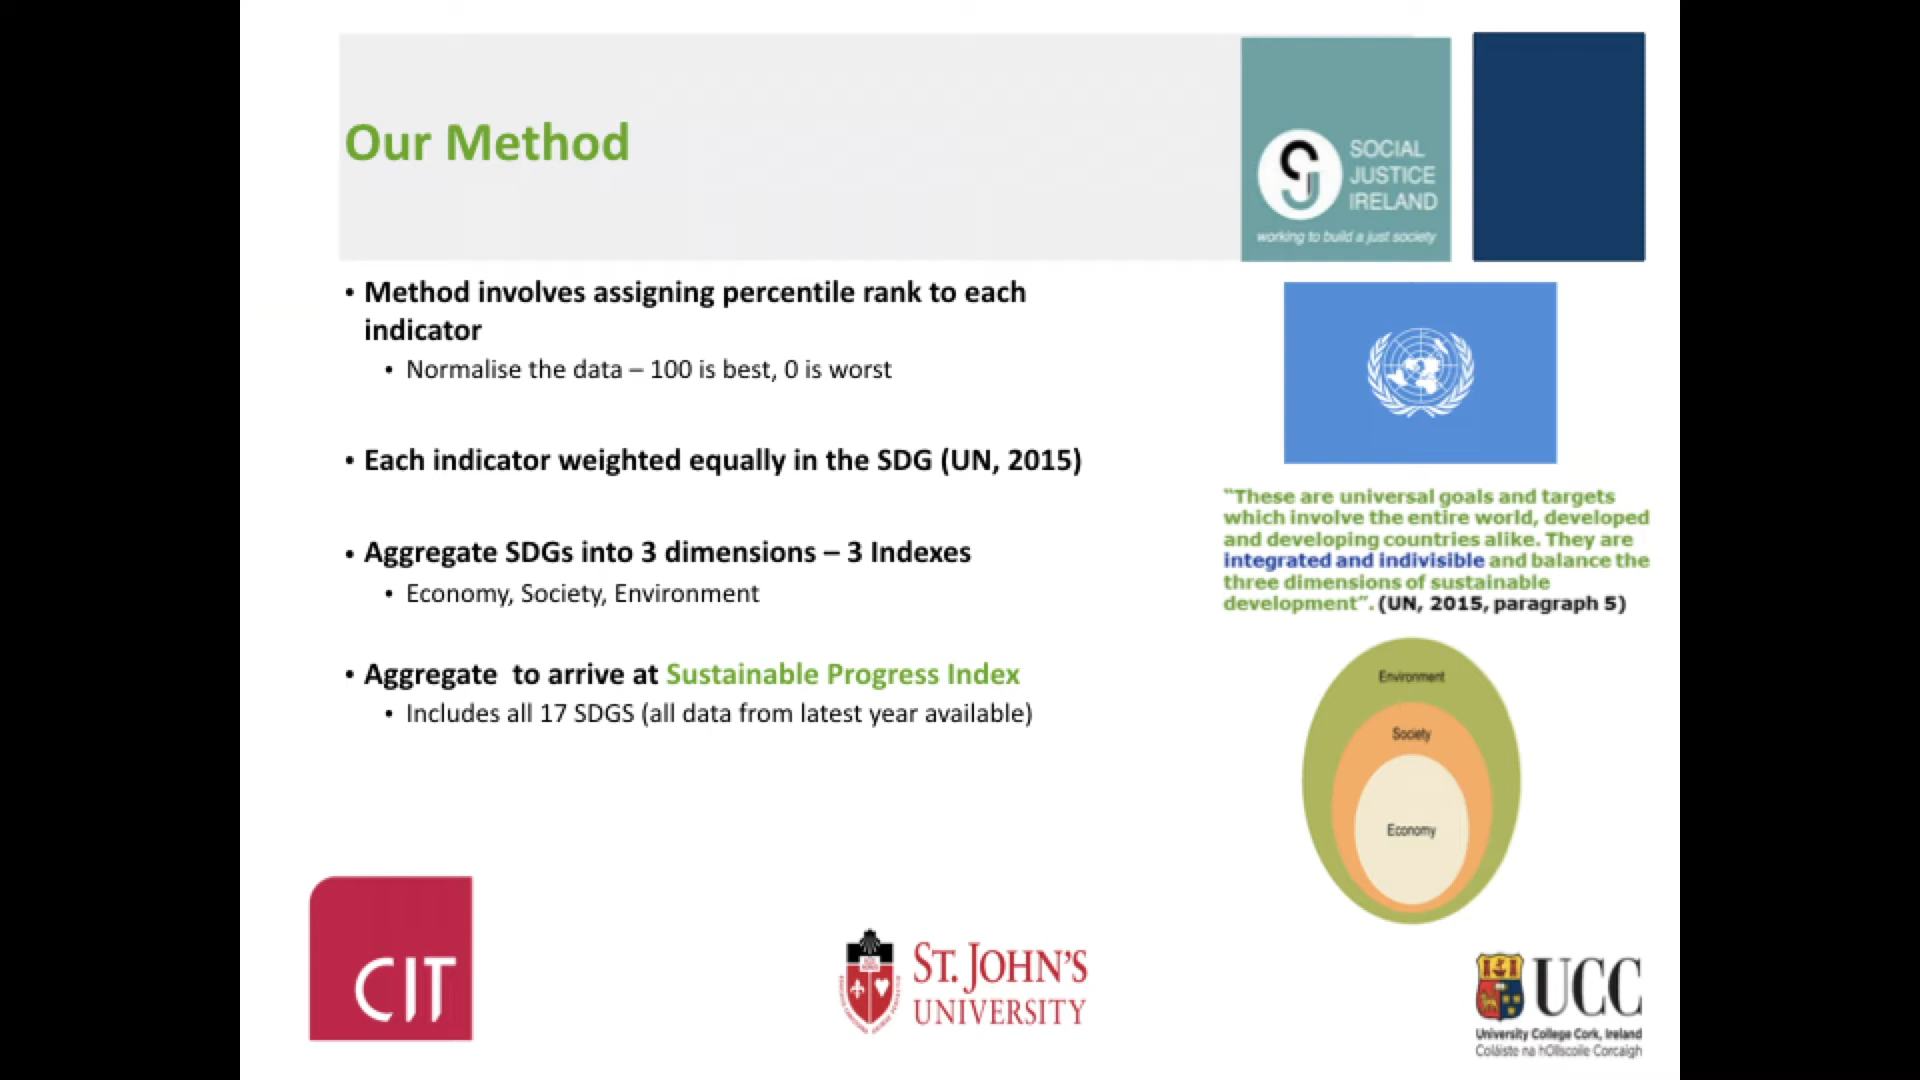 Our Method
SOCIAL
JUSTICE
IRELAND
working to build a just society
• Method involves assigning percentile rank to each
indicator
• Normalise the data – 100 is best, 0 is worst
• Each indicator weighted equally in the SDG (UN, 2015)
• Aggregate SDGs into 3 dimensions – 3 Indexes
• Economy, Society, Environment
• Aggregate  to arrive at Sustainable Progress Index
• Includes all 17 SDGS (all data from latest year available)
“These are universal goals and targets
which involve the entire world, developed
and developing countries alike. They are
integrated and indivisible and balance the
three dimensions of sustainable
development”. (UN, 2015, paragraph 5)
Environment
Society
Economy
CIT
ST. JOHN'S
UNIVERSITY
UCC
University College Cork, Ireland
Coláiste na hOllscoile Corcaigh